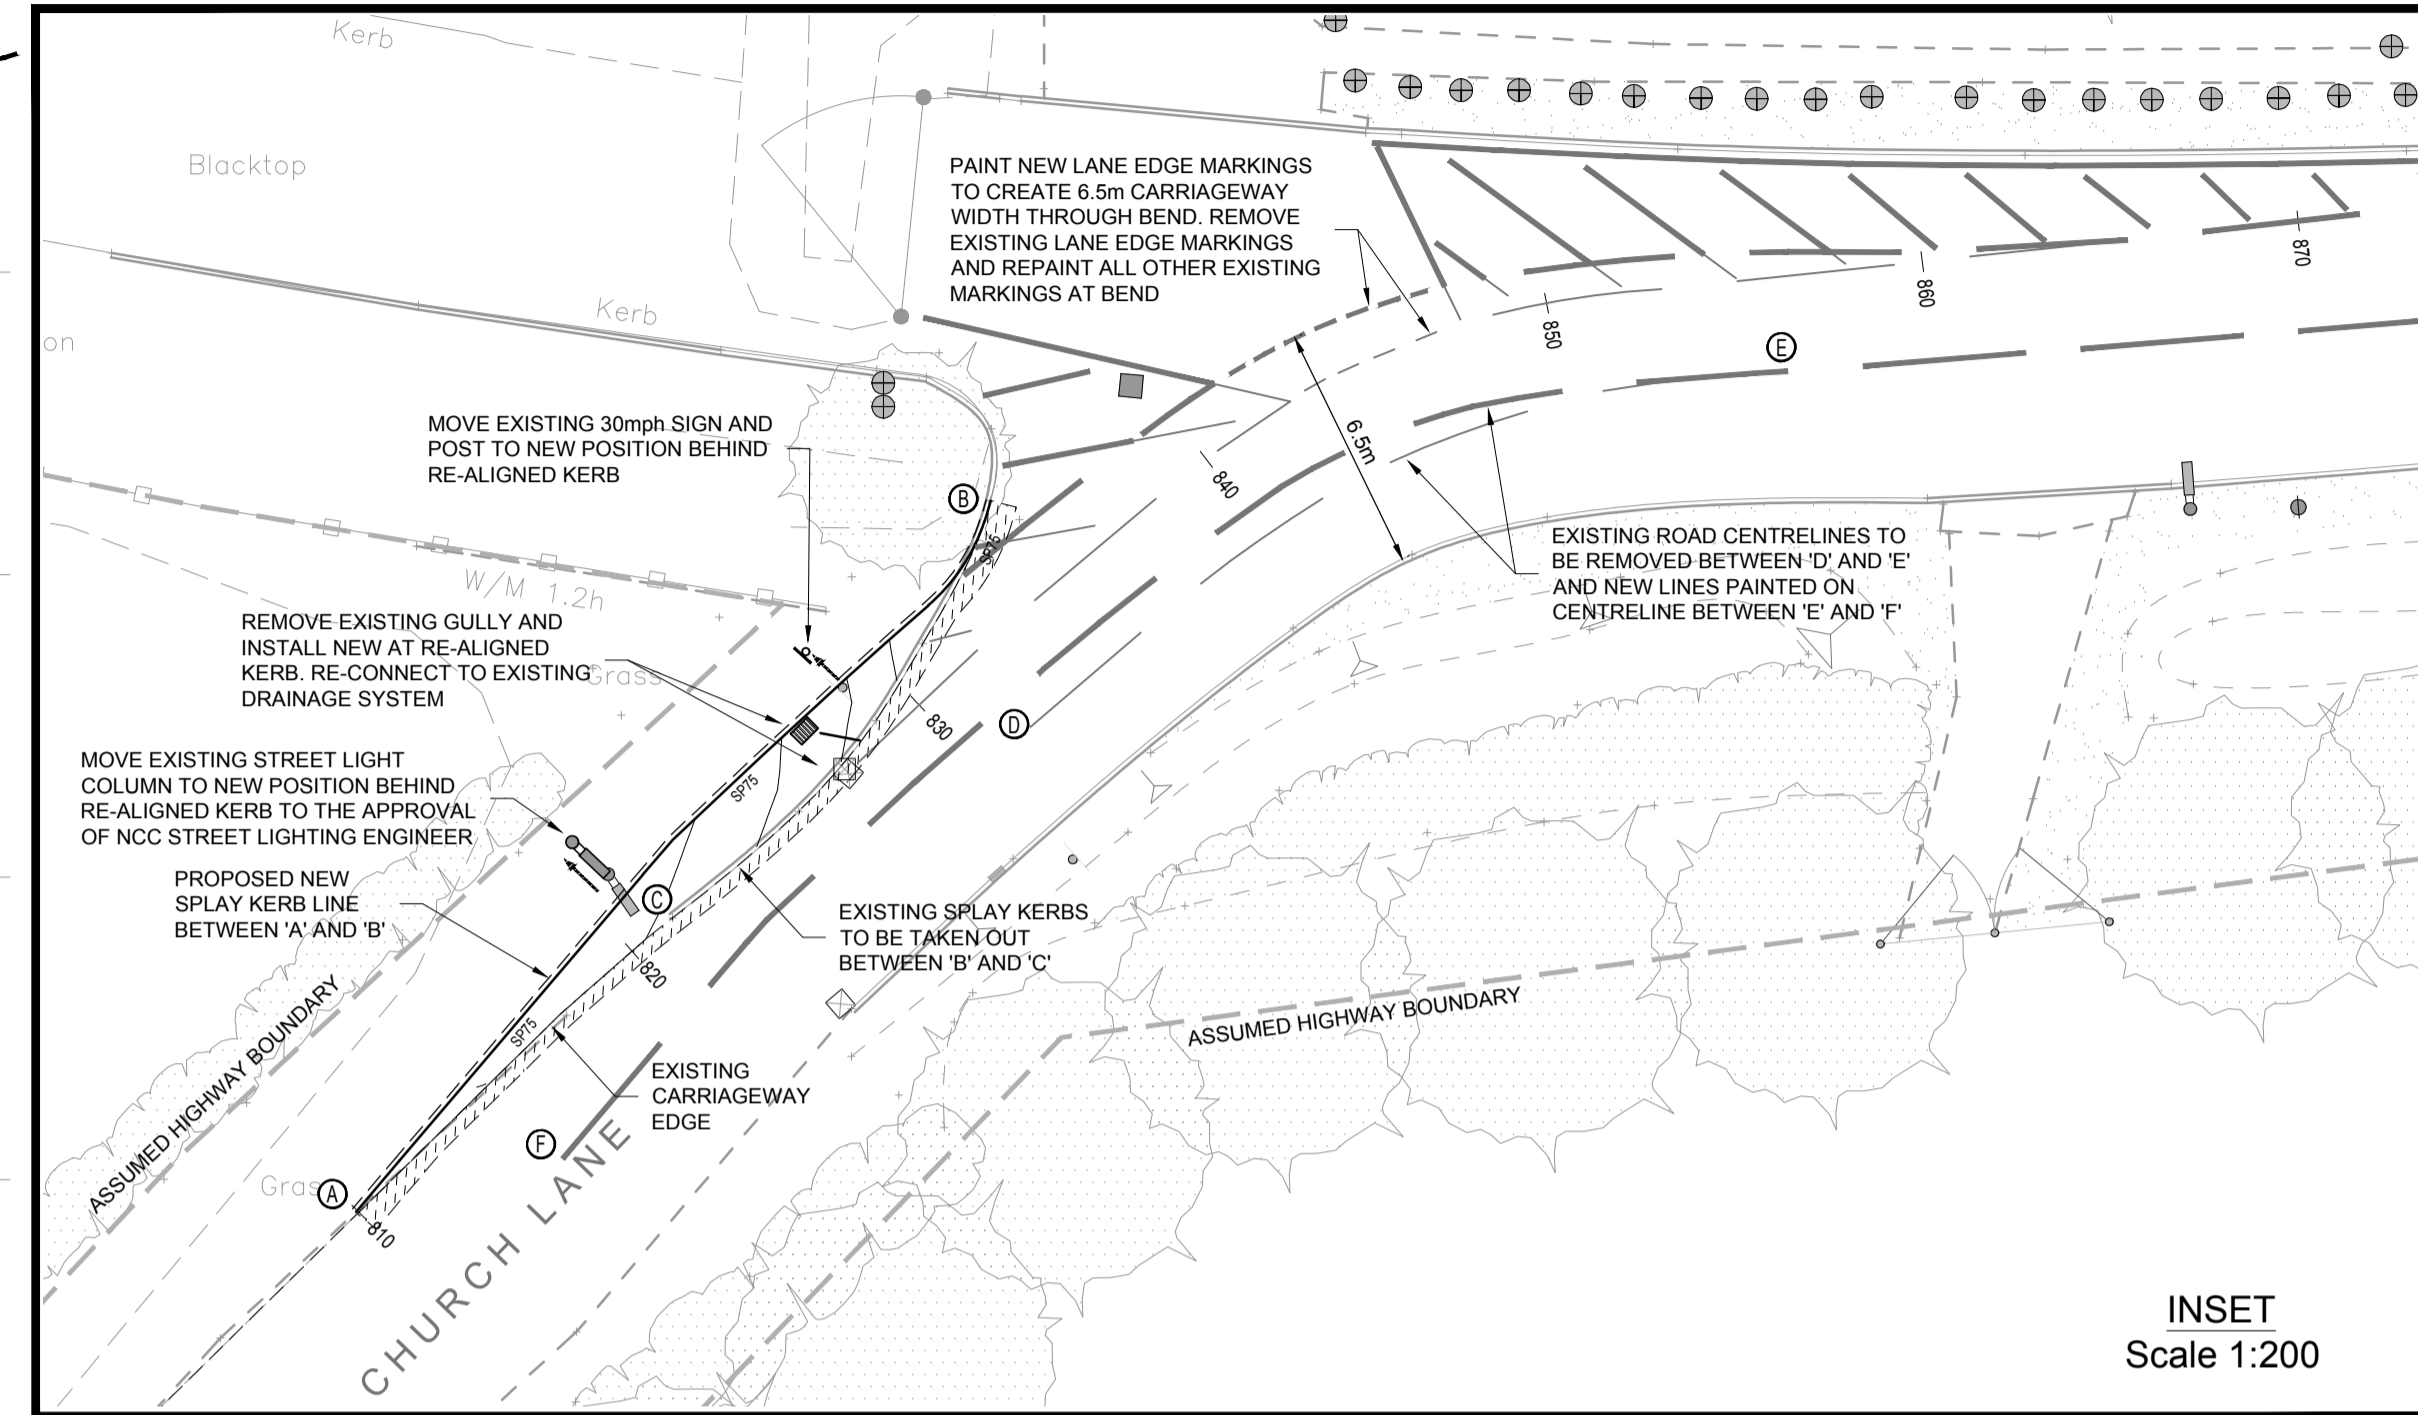 Kerb
Blacktop
PAINT NEW LANE EDGE MARKINGS
TO CREATE 6.5m CARRIAGEWAY
WIDTH THROUGH BEND. REMOVE
EXISTING LANE EDGE MARKINGS
AND REPAINT ALL OTHER EXISTING
MARKINGS AT BEND
870
860
850
Kerb
on
E
MOVE EXISTING 30mph SIGN AND
POST TO NEW POSITION BEHIND
RE-ALIGNED KERB
6.5m
840
B
SP75
EXISTING ROAD CENTRELINES TO
BE REMOVED BETWEEN 'D' AND 'E'
AND NEW LINES PAINTED ON
CENTRELINE BETWEEN 'E' AND 'F'
W/M 1.2h
REMOVE EXISTING GULLY AND
INSTALL NEW AT RE-ALIGNED
KERB. RE-CONNECT TO EXISTING
DRAINAGE SYSTEM
Grass
830
D
MOVE EXISTING STREET LIGHT
COLUMN TO NEW POSITION BEHIND
RE-ALIGNED KERB TO THE APPROVAL
OF NCC STREET LIGHTING ENGINEER
SP75
PROPOSED NEW
SPLAY KERB LINE
BETWEEN 'A' AND 'B'
C
EXISTING SPLAY KERBS
TO BE TAKEN OUT
BETWEEN 'B' AND 'C'
820
ASSUMED HIGHWAY BOUNDARY
SP75
ASSUMED HIGHWAY BOUNDARY
EXISTING
CARRIAGEWAY
EDGE
F
Grass
A
810
CHURCH LANE
INSET
Scale 1:200